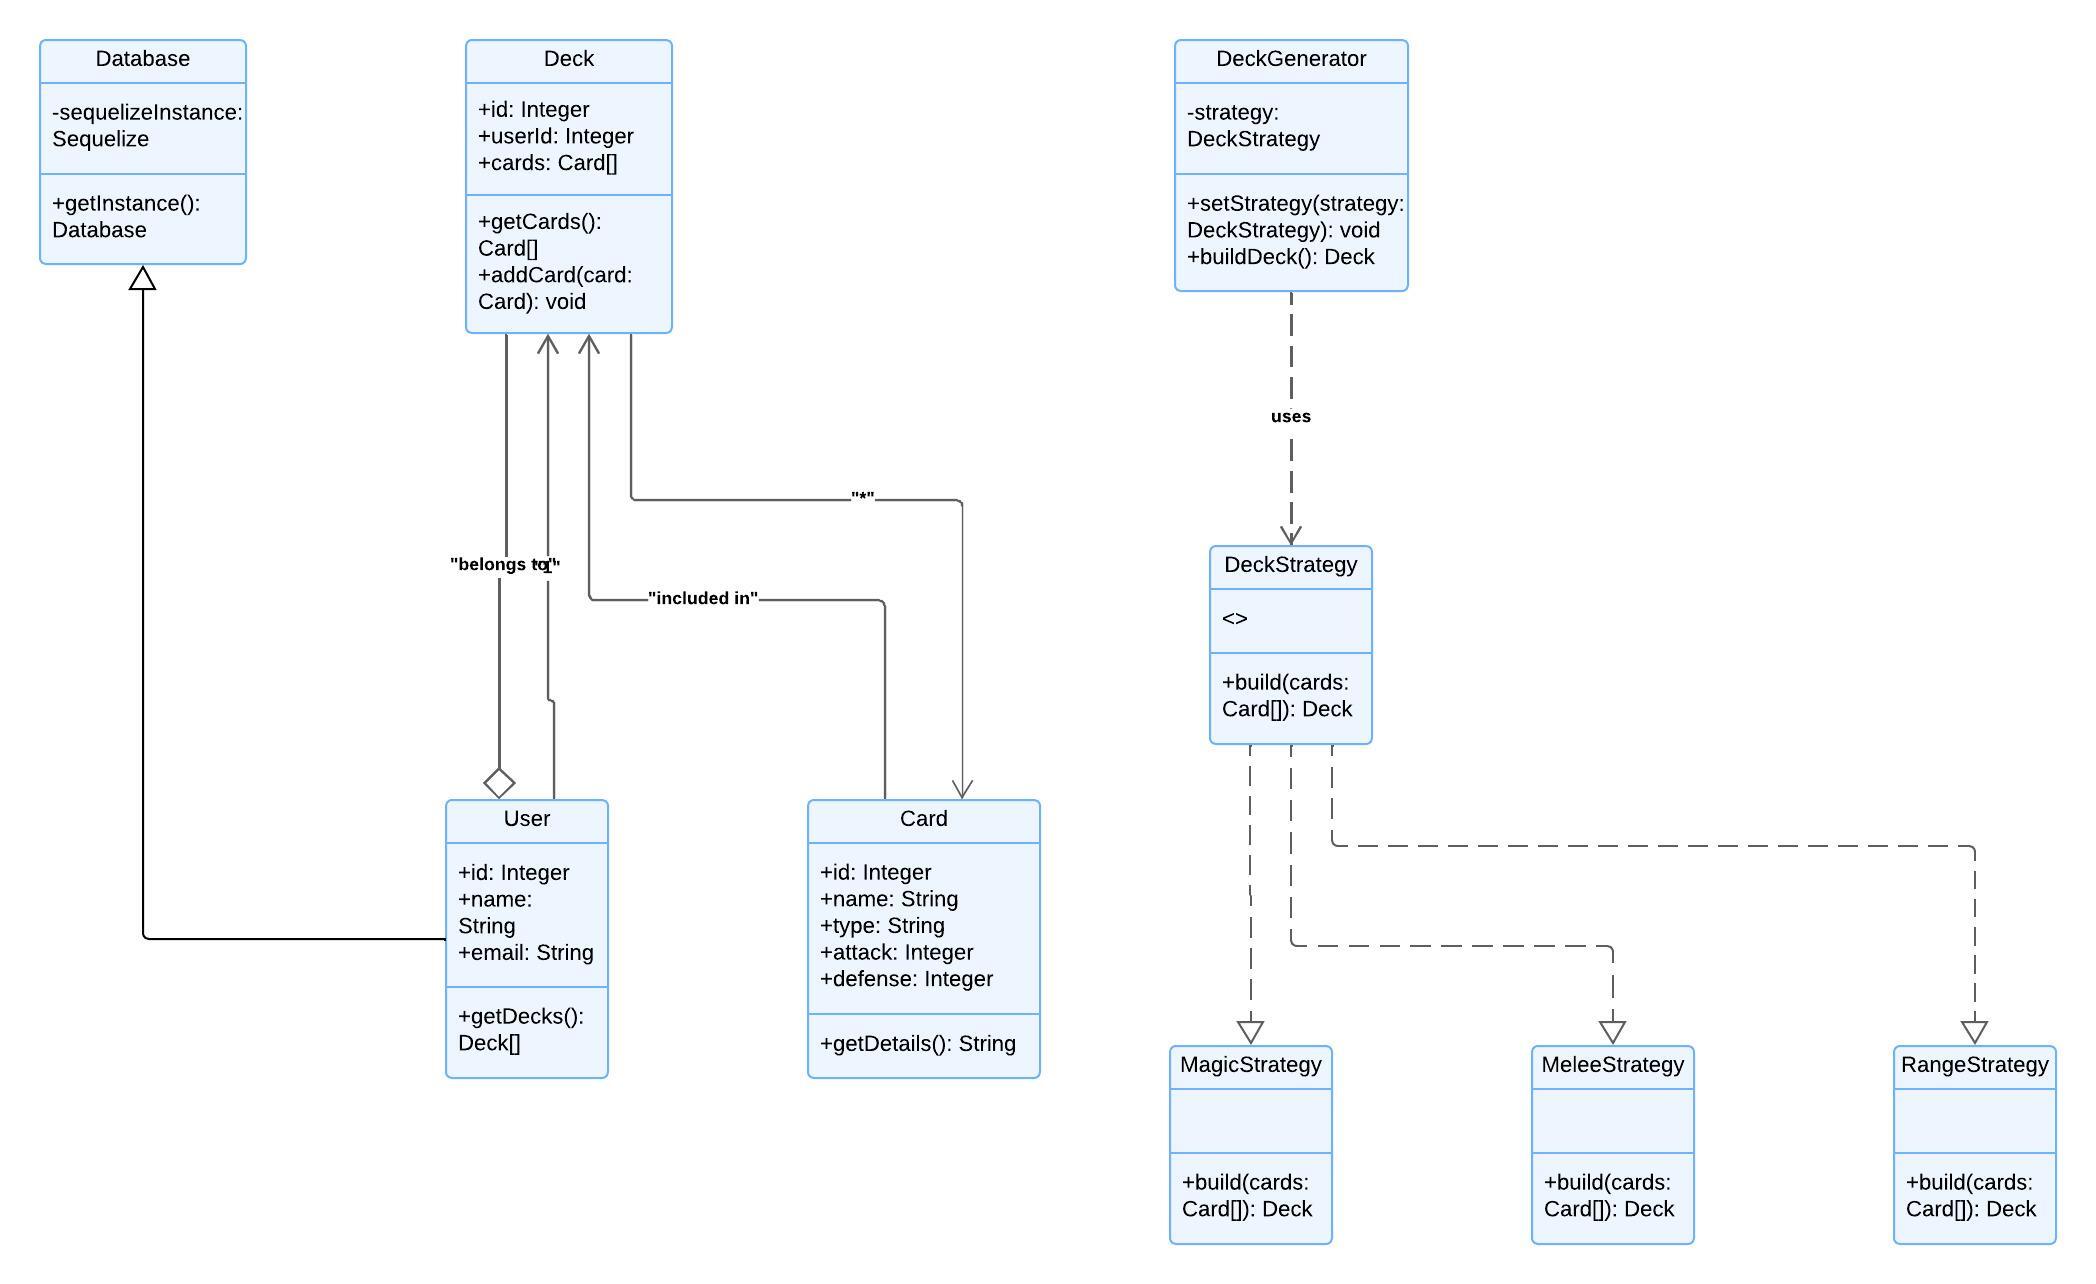 Database
-sequelizeInstance:
Sequelize
+getInstance():
Database
Deck
+id: Integer
+userId: Integer
+cards: Card[]
+getCards():
Card[]
+addCard(card:
Card): void
DeckGenerator
-strategy:
DeckStrategy
+setStrategy(strategy:
DeckStrategy): void
+buildDeck(): Deck
uses
"*"
"belongs to"
"1"
"included in"
DeckStrategy
<>
+build(cards:
Card[]): Deck
User
+id: Integer
+name:
String
+email: String
+getDecks():
Deck[]
Card
+id: Integer
+name: String
+type: String
+attack: Integer
+defense: Integer
+getDetails(): String
MagicStrategy
+build(cards:
Card[]): Deck
MeleeStrategy
+build(cards:
Card[]): Deck
RangeStrategy
+build(cards:
Card[]): Deck